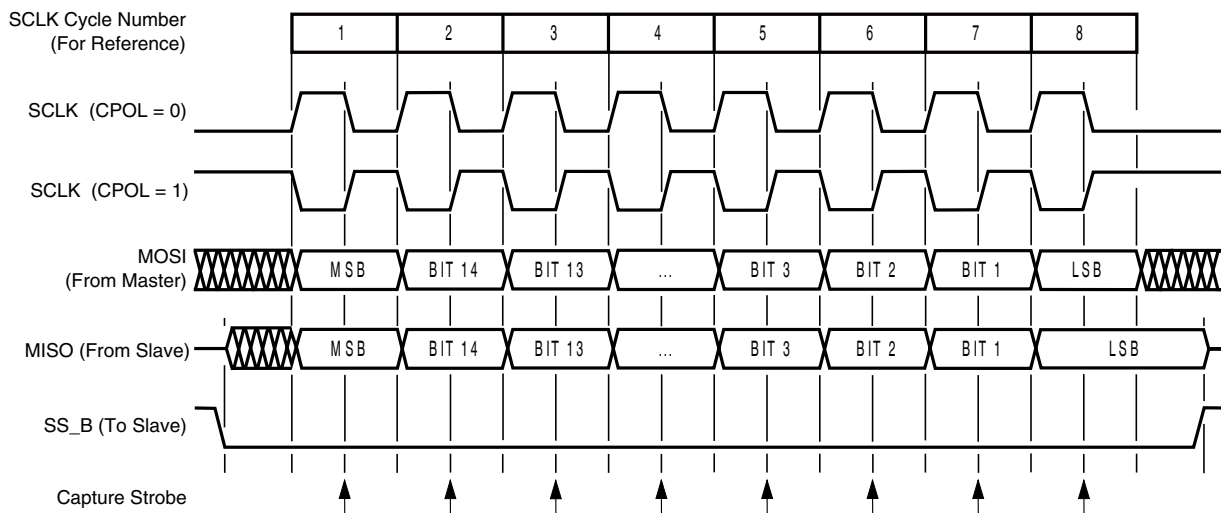 SCLK Cycle Number
(For Reference)
1 2 3 4 5 6 7 8
SCLK (CPOL = 0)
SCLK (CPOL = 1)
MOSI
(From Master)
MSB BIT 14 BIT 13 ... BIT 3 BIT 2 BIT 1 LSB
MISO (From Slave)
MSB BIT 14 BIT 13 ... BIT 3 BIT 2 BIT 1 LSB
SS_B (To Slave)
Capture Strobe